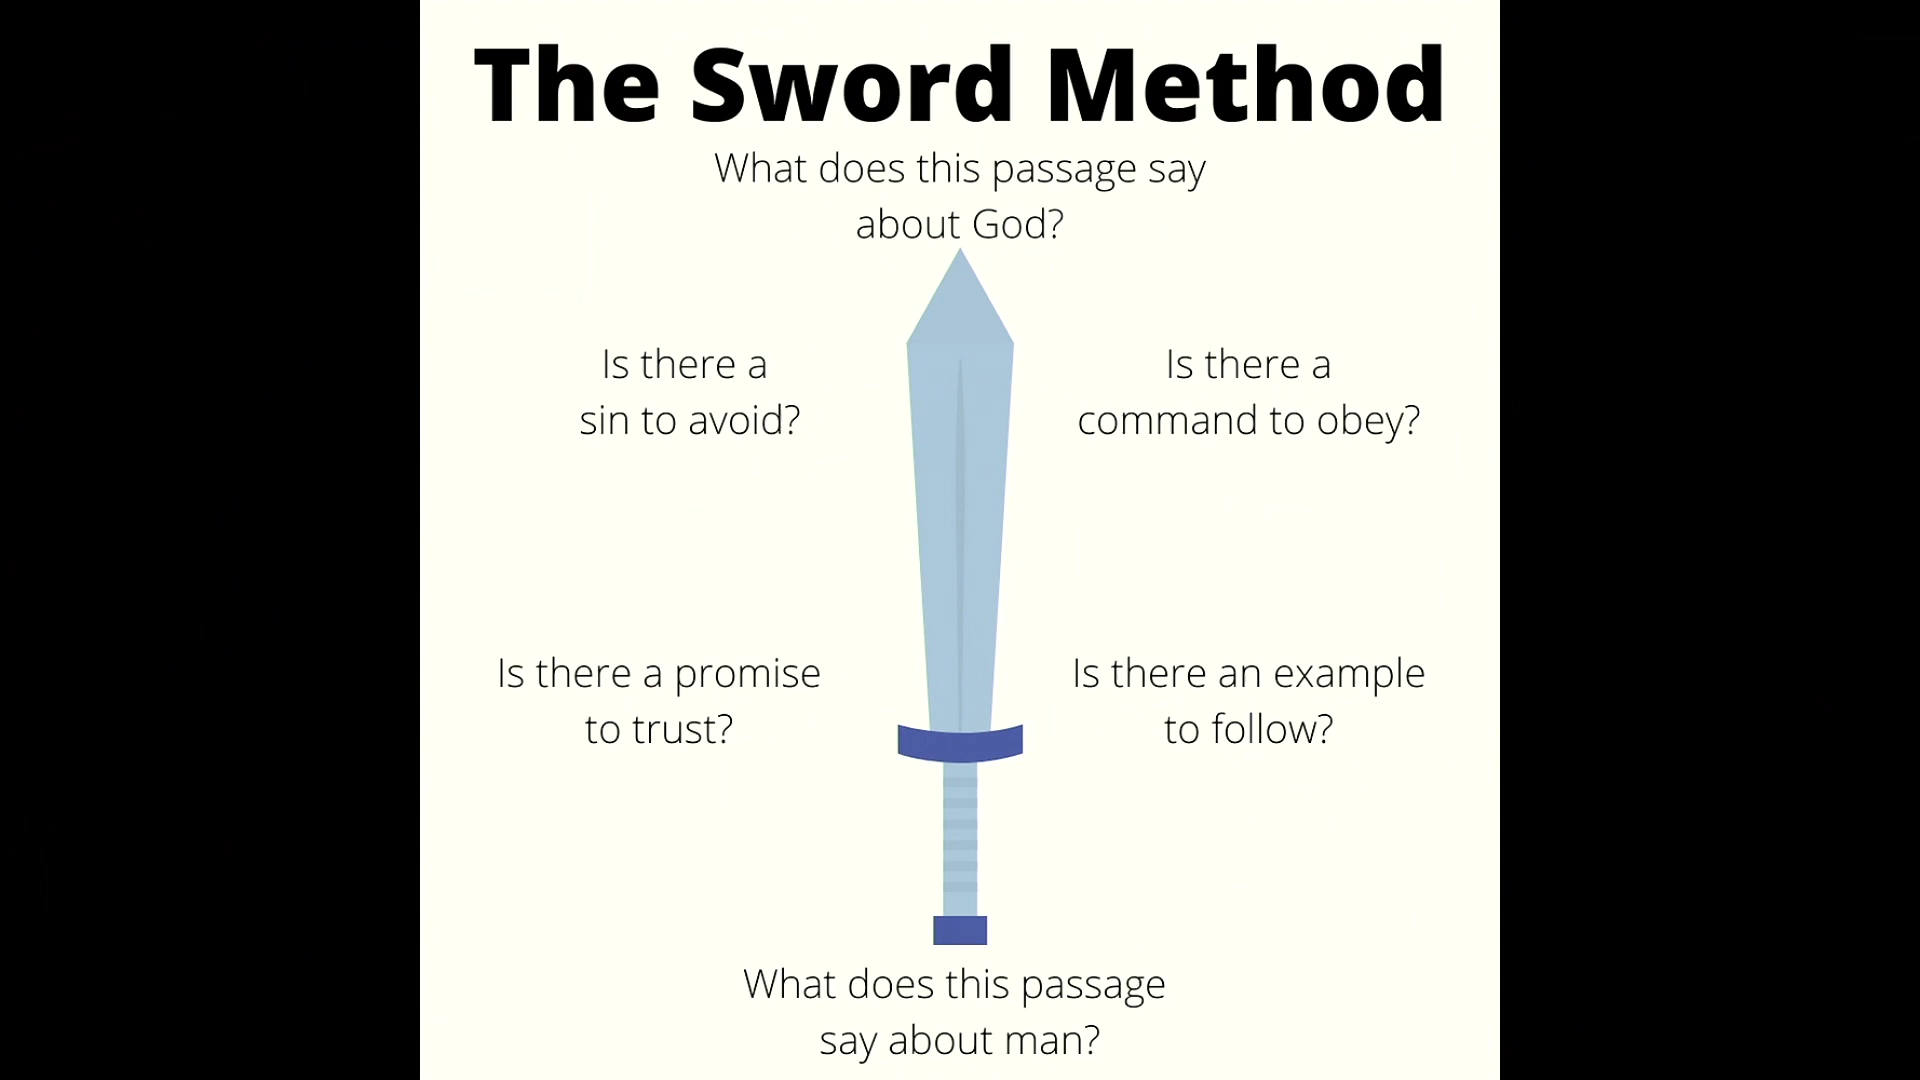 The Sword Method
What does this passage say
about God?
Is there a
sin to avoid?
Is there a
command to obey?
Is there a promise
to trust?
Is there an example
to follow?
What does this passage
say about man?